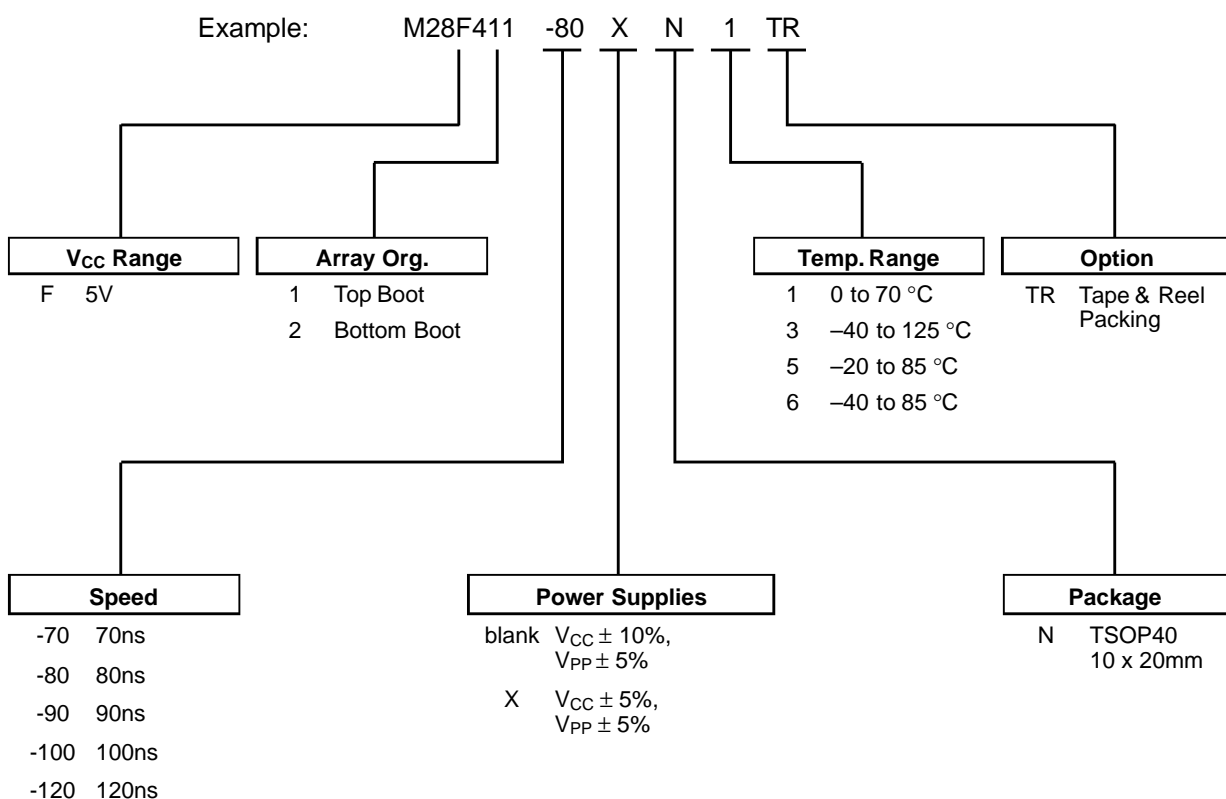 Example: M28F411 -80 X N 1 TR
VCC Range
F 5V
Array Org.
1 Top Boot
2 Bottom Boot
Temp. Range
1 0 to 70 °C
3 –40 to 125 °C
5 –20 to 85 °C
6 –40 to 85 °C
Option
TR Tape & Reel
Packing
Speed
-70 70ns
-80 80ns
-90 90ns
-100 100ns
-120 120ns
Power Supplies
blank VCC ± 10%,
VPP ± 5%
X VCC ± 5%,
VPP ± 5%
Package
N TSOP40
10 x 20mm